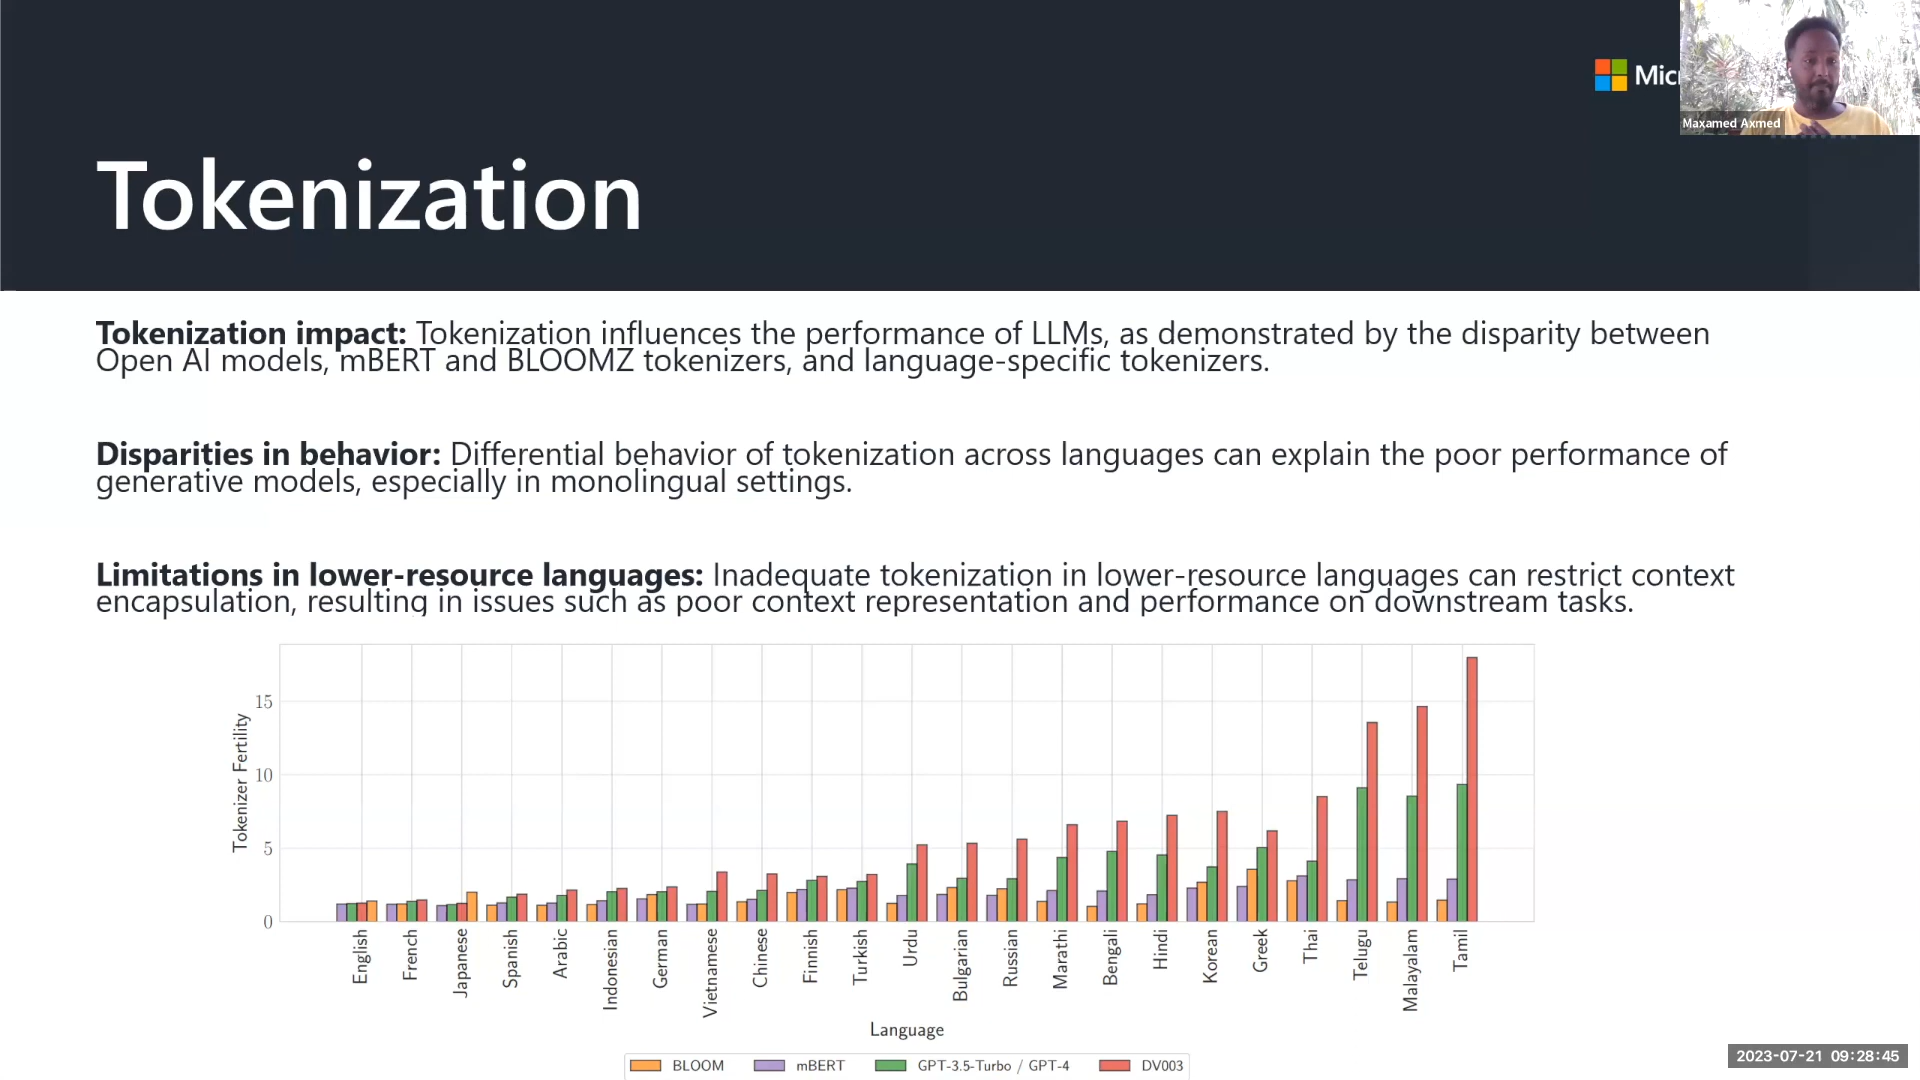 Mic
Maxamed Axmed
Tokenization
Tokenization impact: Tokenization influences the performance of LLMs, as demonstrated by the disparity between
Open AI models, mBERT and BLOOMZ tokenizers, and language-specific tokenizers.
Disparities in behavior: Differential behavior of tokenization across languages can explain the poor performance of
generative models, especially in monolingual settings.
Limitations in lower-resource languages: Inadequate tokenization in lower-resource languages can restrict context
encapsulation, resulting in issues such as poor context representation and performance on downstream tasks.
Tokenizer Fertility
15
10
5
0
English
French
Japanese
Spanish
Arabic
Indonesian
German
Vietnamese
Chinese
Finnish
Turkish
Urdu
Bulgarian
Russian
Marathi
Bengali
Hindi
Korean
Greek
Thai
Telugu
Malayalam
Tamil
Language
BLOOM
mBERT
GPT-3.5-Turbo / GPT-4
DV003
2023-07-21 09:28:45